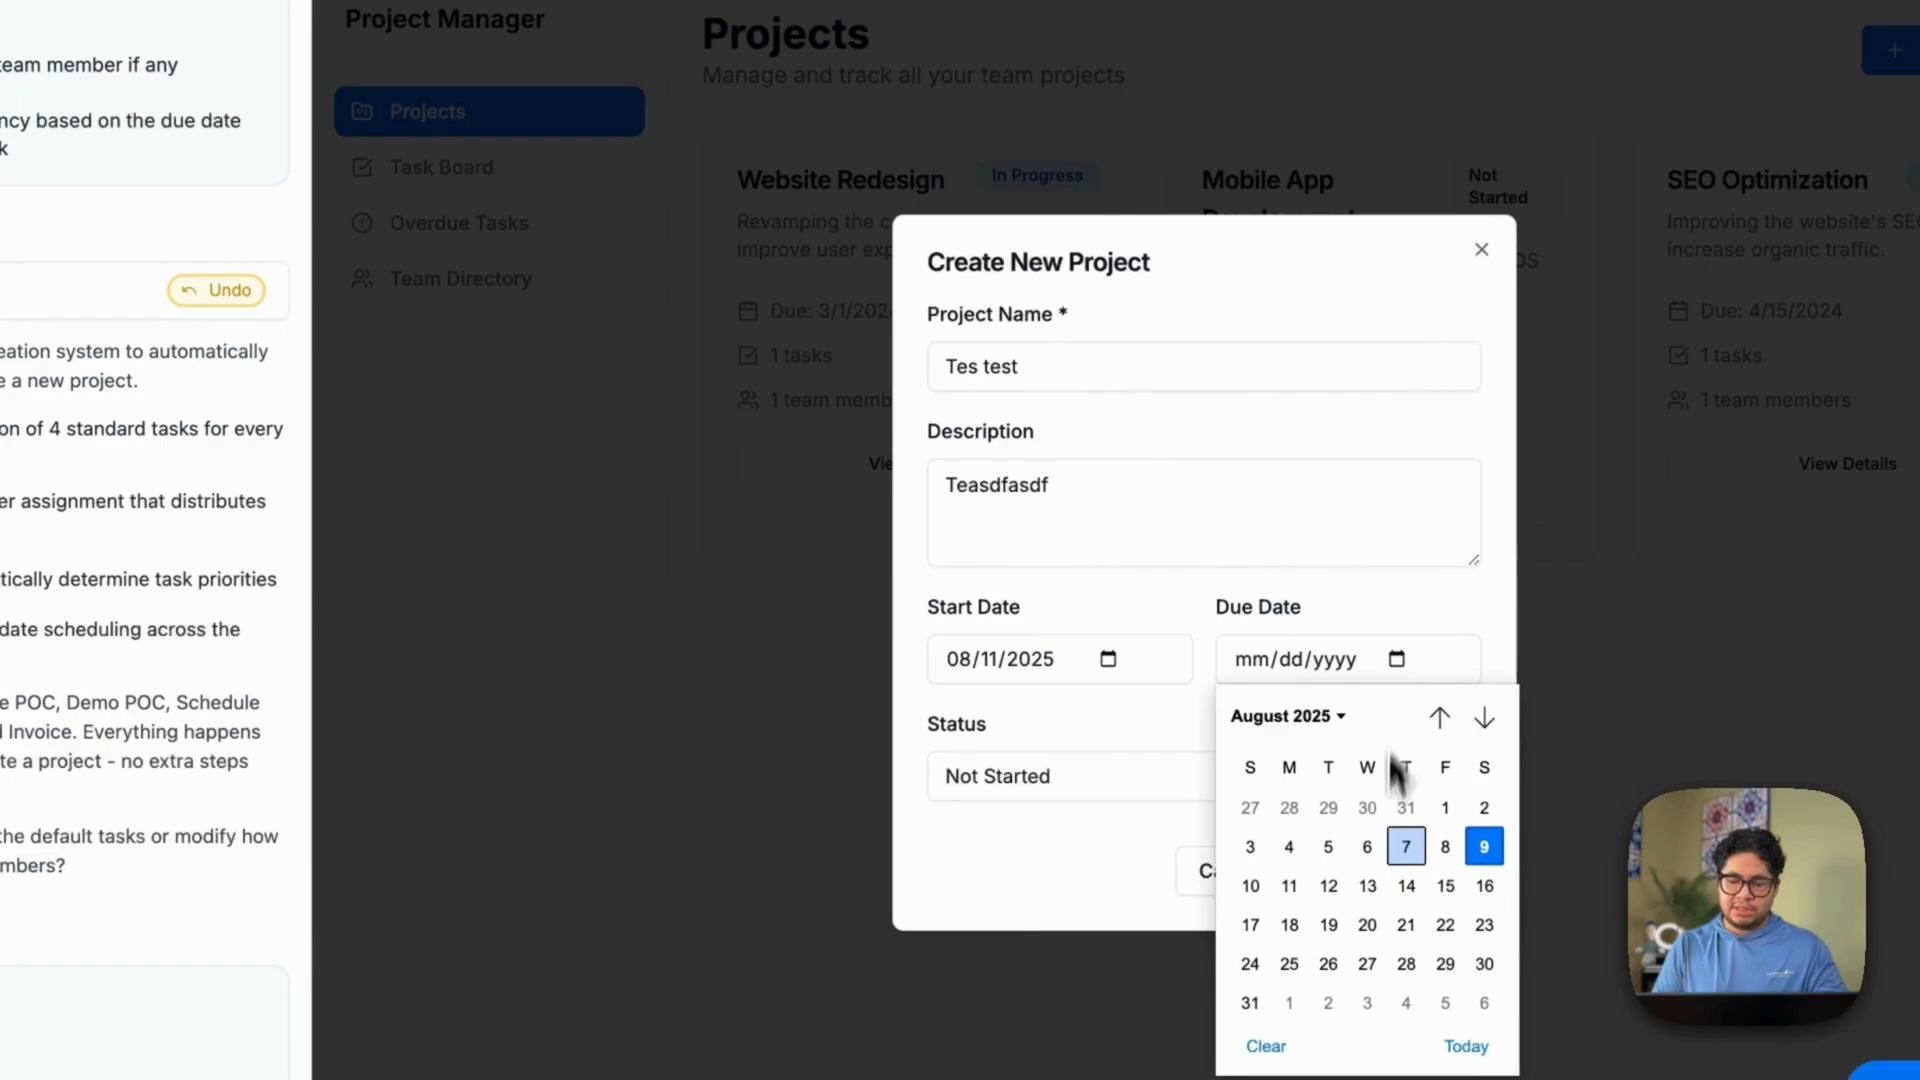 team member if any
ncy based on the due date
k
Undo
eation system to automatically
e a new project.
on of 4 standard tasks for every
er assignment that distributes
tically determine task priorities
date scheduling across the
e POC, Demo POC, Schedule
Invoice. Everything happens
te a project - no extra steps
the default tasks or modify how
mbers?
Project Manager
Projects
Task Board
Overdue Tasks
Team Directory
Projects
Manage and track all your team projects
Website Redesign
In Progress
Revamping the c
improve user exp
Due: 3/1/202
1 tasks
1 team memb
Vie
Mobile App
Not
Started
OS
SEO Optimization
Improving the website's SEO
increase organic traffic.
Due: 4/15/2024
1 tasks
1 team members
View Details
Create New Project
Project Name *
Tes test
Description
Teasdfasdf
Start Date
Due Date
08/11/2025
mm/dd/yyyy
Status
Not Started
Ca
August 2025
S M T W T F S
27 28 29 30 31 1 2
3 4 5 6 7 8 9
10 11 12 13 14 15 16
17 18 19 20 21 22 23
24 25 26 27 28 29 30
31 1 2 3 4 5 6
Clear Today